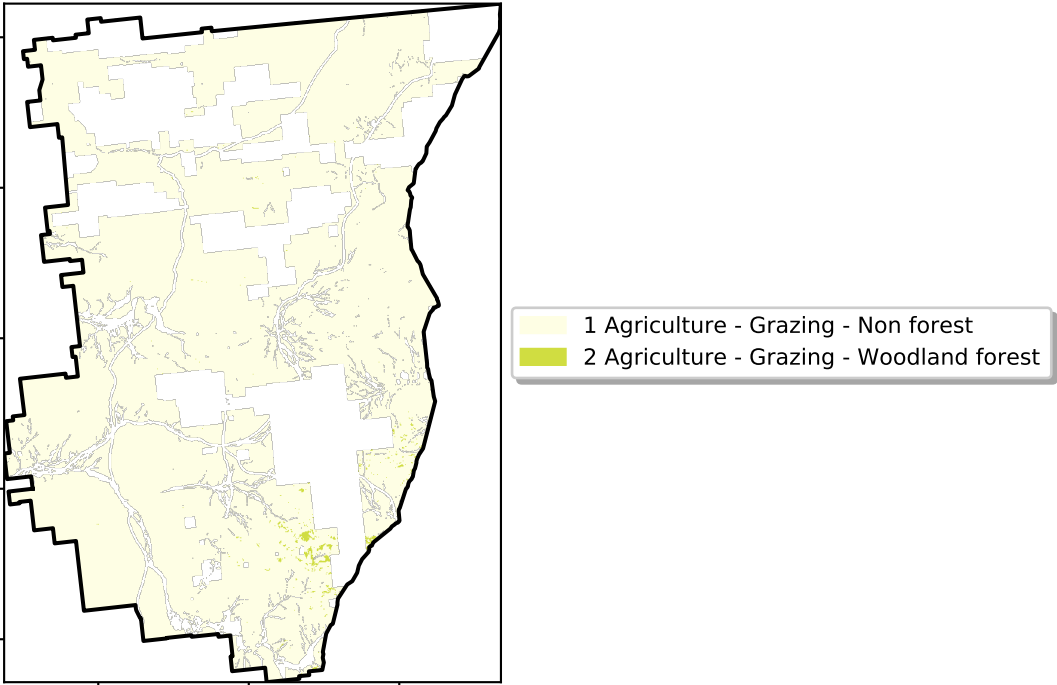 1 Agriculture - Grazing - Non forest
2 Agriculture - Grazing - Woodland forest